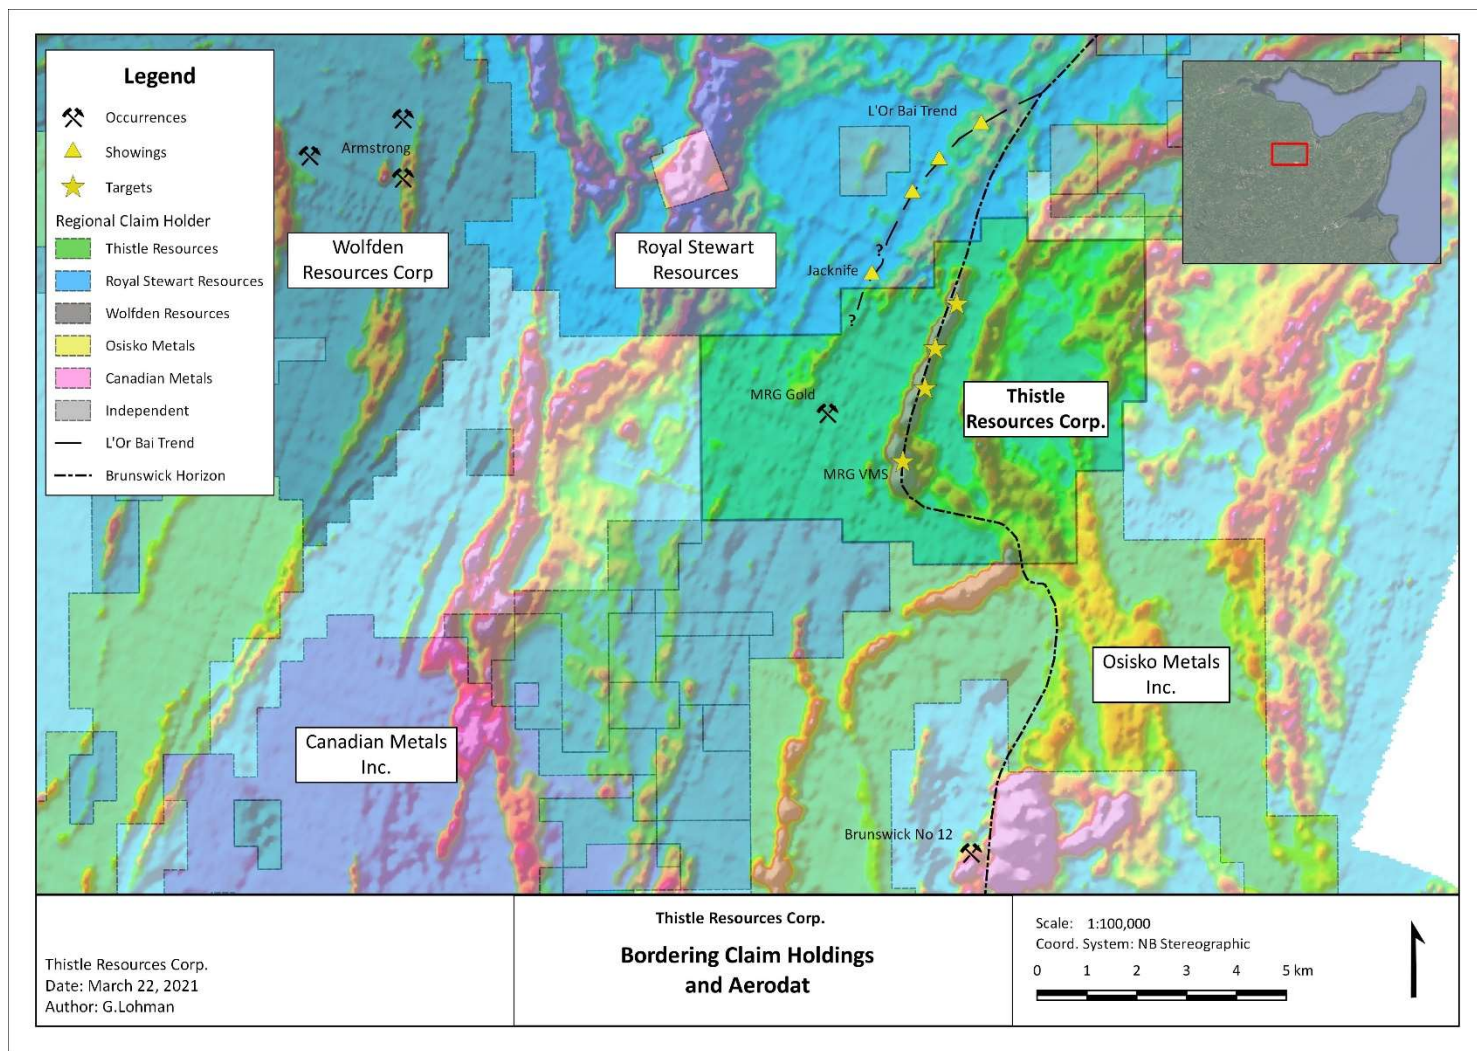 Legend
Occurrences
Showings
Targets
Regional Claim Holder
Thistle Resources
Royal Stewart Resources
Wolfden Resources
Osisko Metals
Canadian Metals
Independent
L'Or Bai Trend
Brunswick Horizon
Armstrong
Wolfden
Resources Corp
Royal Stewart
Resources
L'Or Bai Trend
?
Jacknife
?
MRG Gold
Thistle
Resources Corp.
MRG VMS
Osisko Metals
Inc.
Canadian Metals
Inc.
Brunswick No 12
Thistle Resources Corp.
Date: March 22, 2021
Author: G.Lohman
Thistle Resources Corp.
Bordering Claim Holdings
and Aerodat
Scale: 1:100,000
Coord. System: NB Stereographic
0 1 2 3 4 5 km